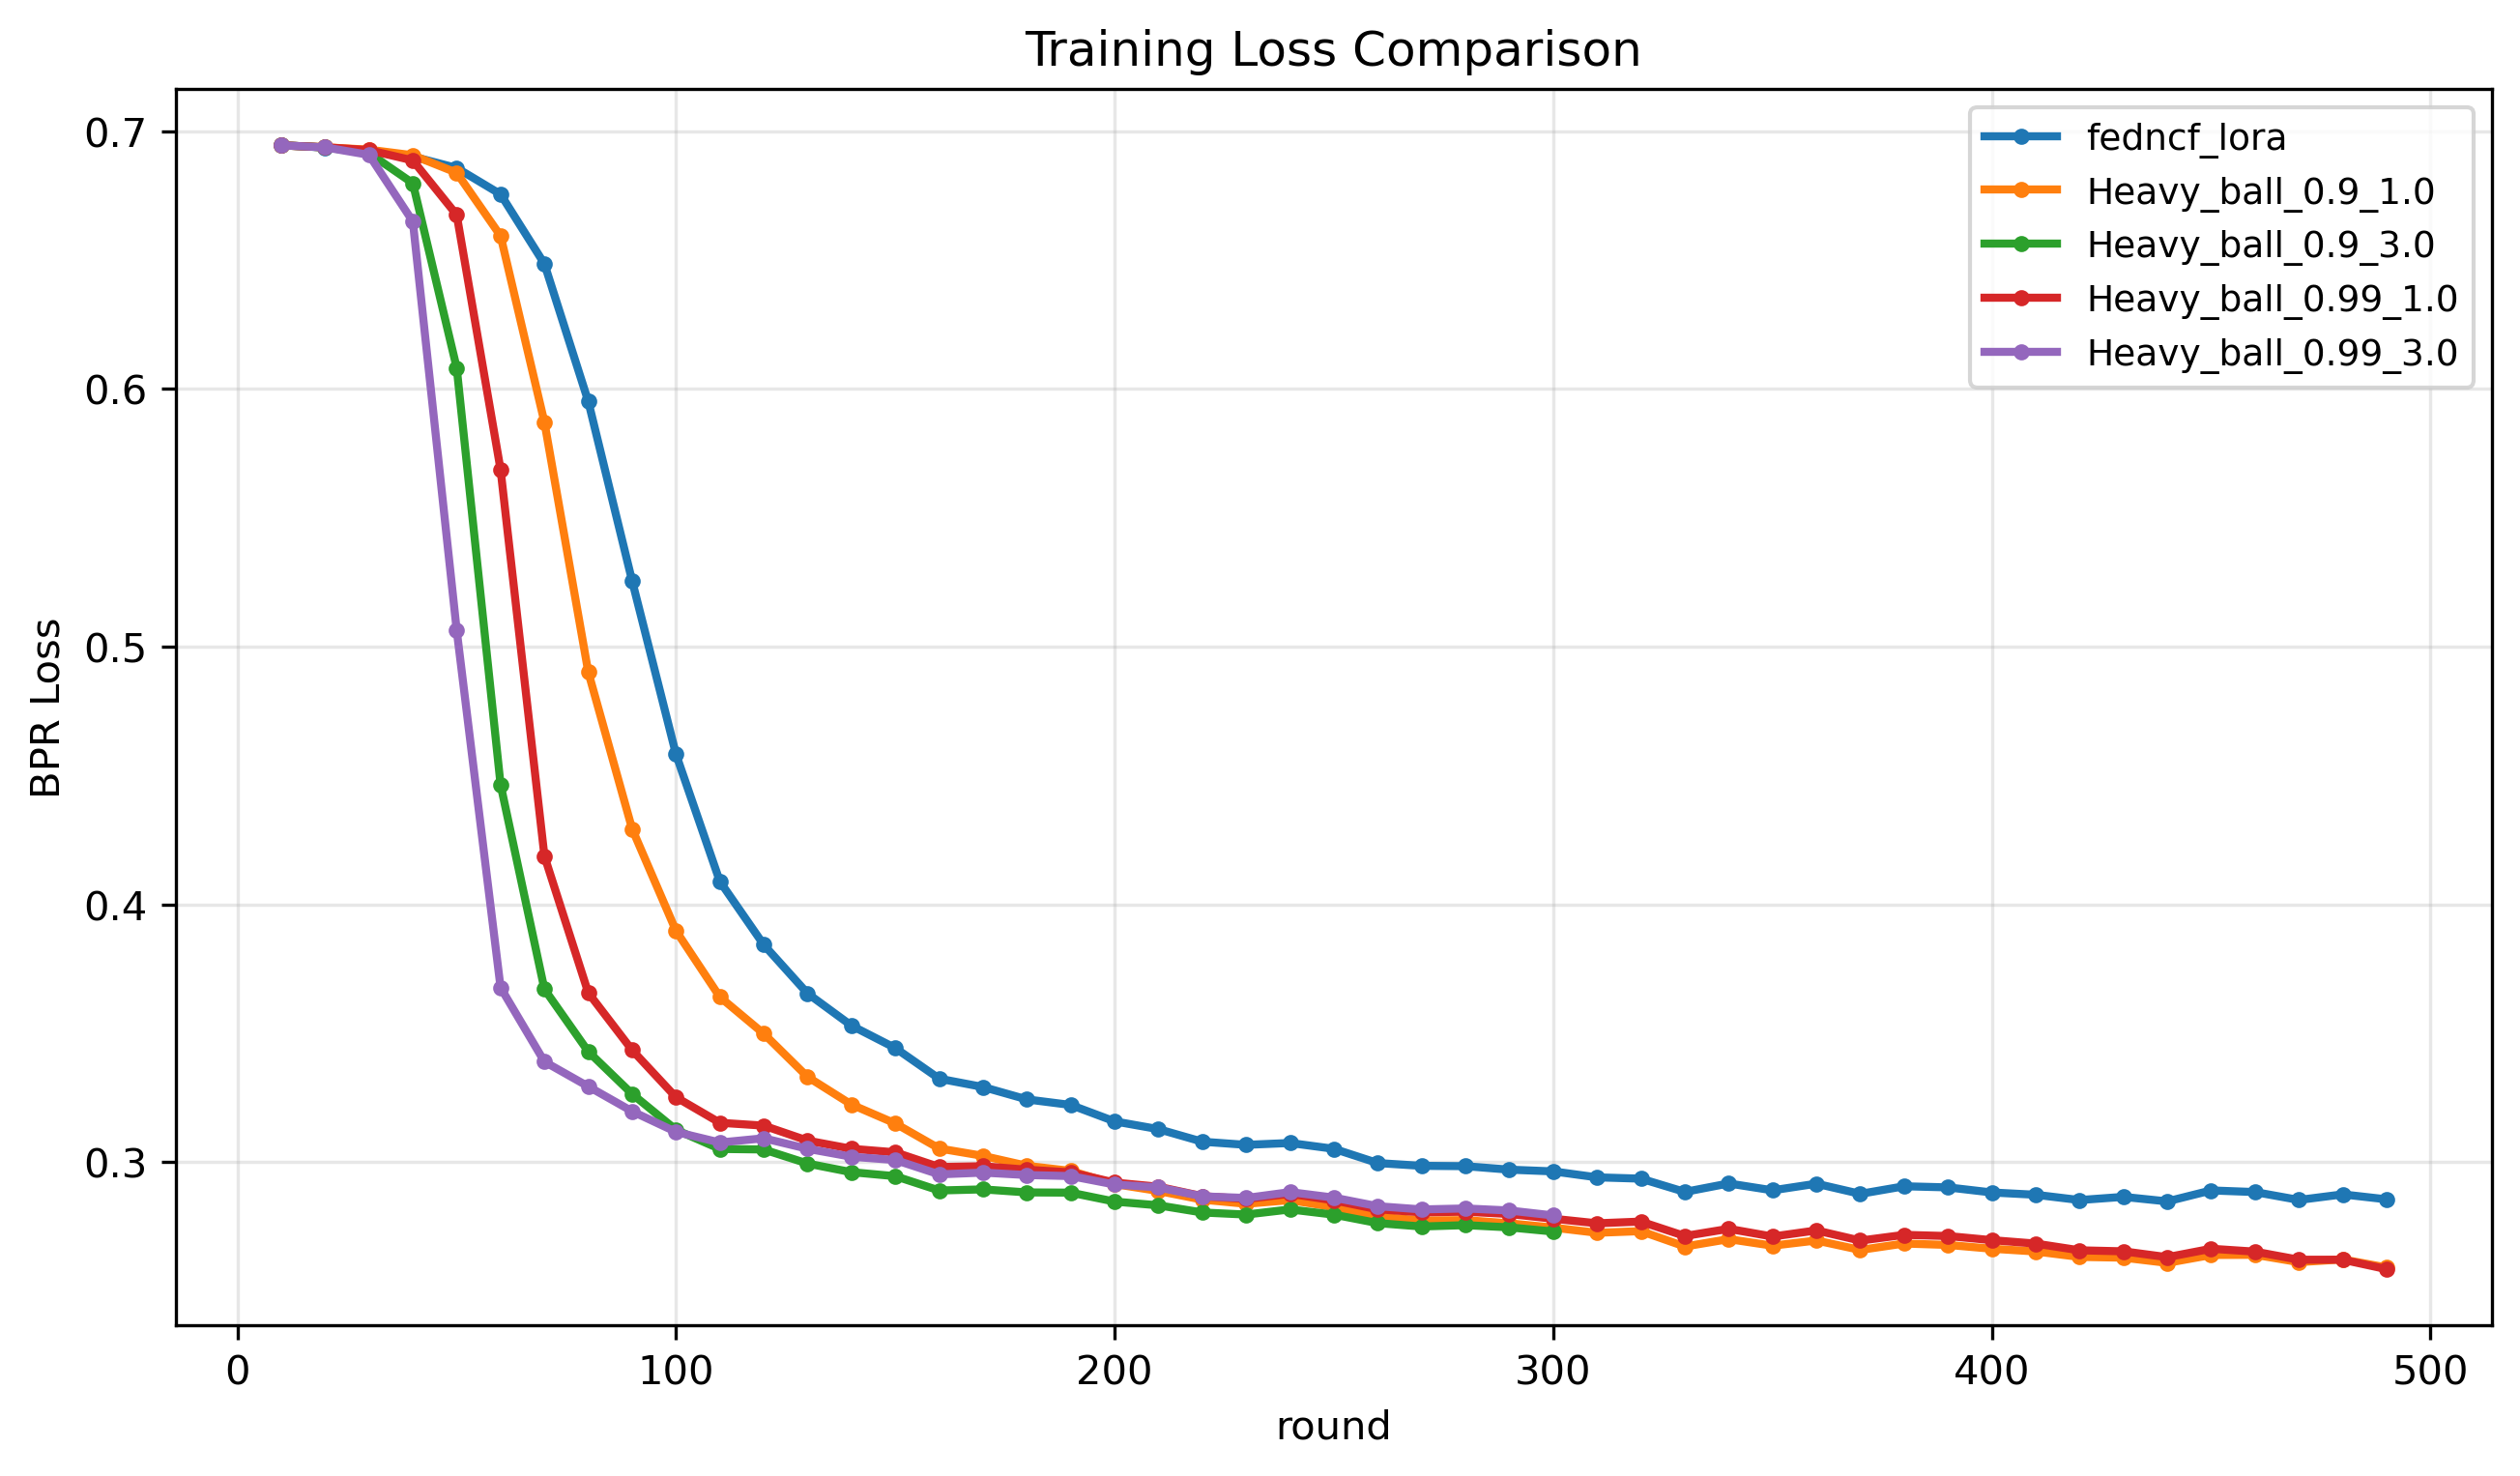 Training Loss Comparison
fedncf_lora
Heavy_ball_0.9_1.0
Heavy_ball_0.9_3.0
Heavy_ball_0.99_1.0
Heavy_ball_0.99_3.0
BPR Loss
0.7
0.6
0.5
0.4
0.3
0 100 200 300 400 500
round